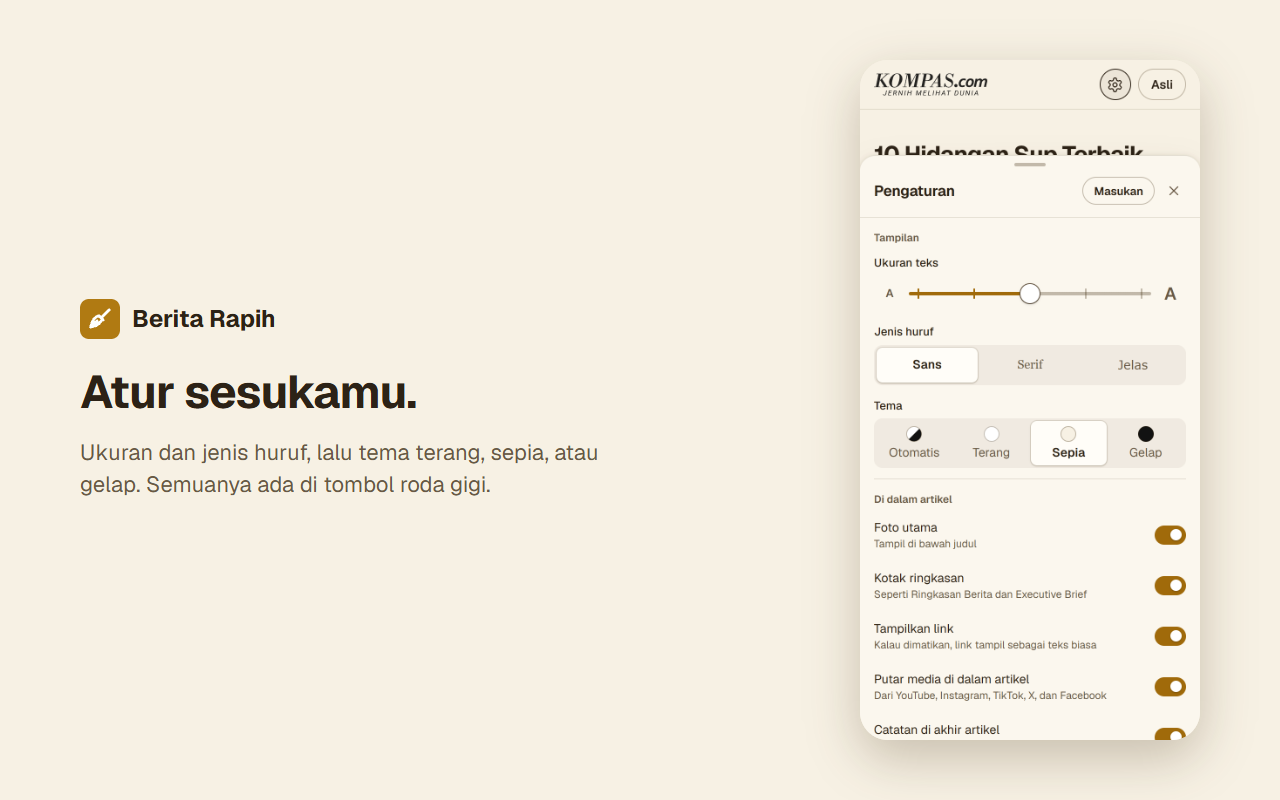 Berita Rapih
Atur sesukamu.
Ukuran dan jenis huruf, lalu tema terang, sepia, atau
gelap. Semuanya ada di tombol roda gigi.
KOMPAS.com
JERNIH MELIHAT DUNIA
Asli
10 Hidangan Sup Terbaik
Pengaturan
Masukan
Tampilan
Ukuran teks
A
A
Jenis huruf
Sans
Serif
Jelas
Tema
Otomatis
Terang
Sepia
Gelap
Di dalam artikel
Foto utama
Tampil di bawah judul
Kotak ringkasan
Seperti Ringkasan Berita dan Executive Brief
Tampilkan link
Kalau dimatikan, link tampil sebagai teks biasa
Putar media di dalam artikel
Dari YouTube, Instagram, TikTok, X, dan Facebook
Catatan di akhir artikel